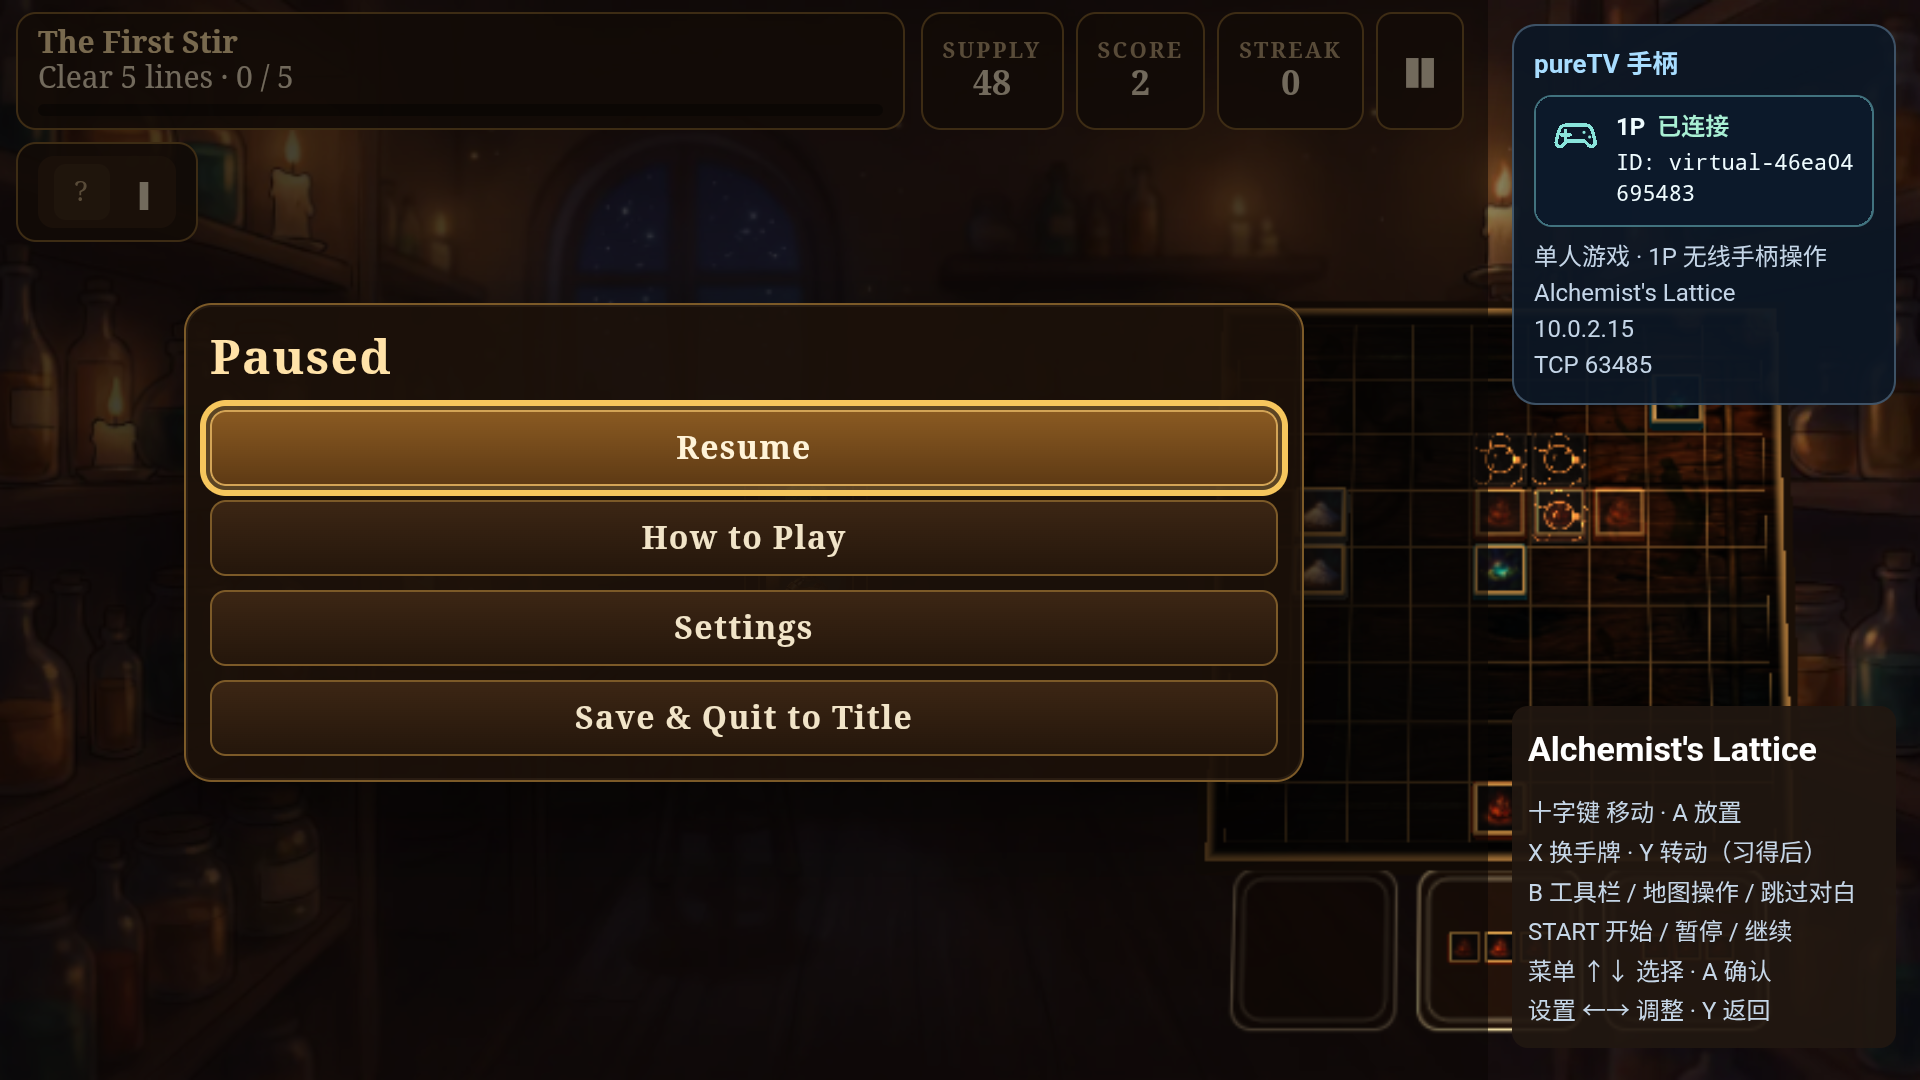 The First Stir
Clear 5 lines · 0 / 5
SUPPLY
48
SCORE
2
STREAK
0
?
Paused
Resume
How to Play
Settings
Save & Quit to Title
pureTV 手柄
1P 已连接
ID: virtual-46ea04
695483
单人游戏 · 1P 无线手柄操作
Alchemist's Lattice
10.0.2.15
TCP 63485
Alchemist's Lattice
十字键 移动 · A 放置
X 换手牌 · Y 转动（习得后）
B 工具栏 / 地图操作 / 跳过对白
START 开始 / 暂停 / 继续
菜单 ↑↓ 选择 · A 确认
设置 ←→ 调整 · Y 返回